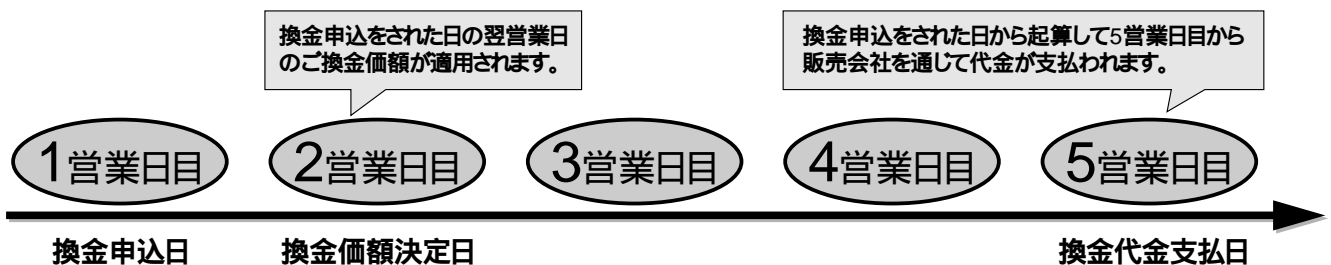 換金申込をされた日の翌営業日
のご換金価額が適用されます。
換金申込をされた日から起算して5営業日目から
販売会社を通じて代金が支払われます。
1営業日目
2営業日目
3営業日目
4営業日目
5営業日目
換金申込日
換金価額決定日
換金代金支払日